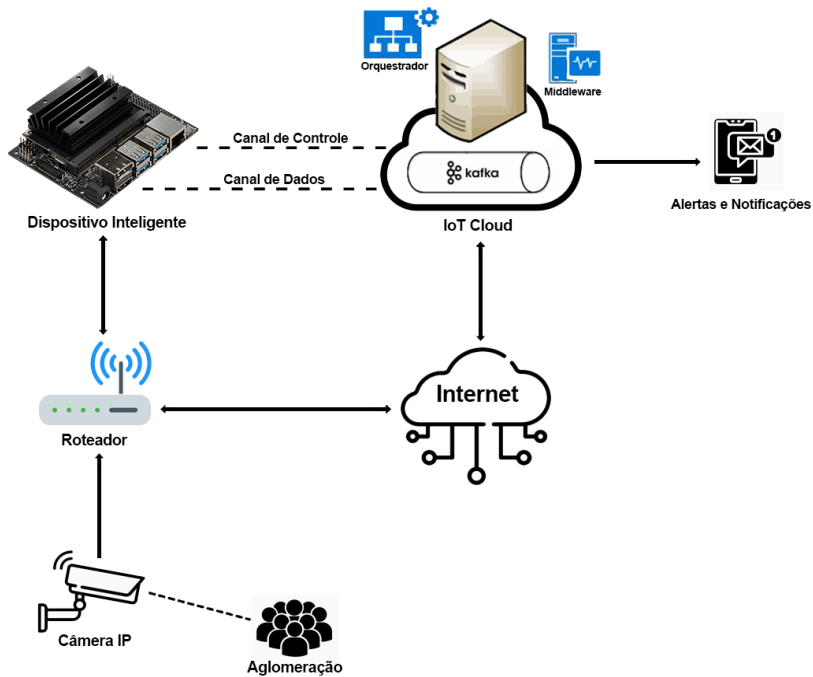 Orquestrador
Middleware
Canal de Controle
Canal de Dados
kafka
1
Dispositivo Inteligente
IoT Cloud
Alertas e Notificações
Internet
Roteador
Câmera IP
Aglomeração